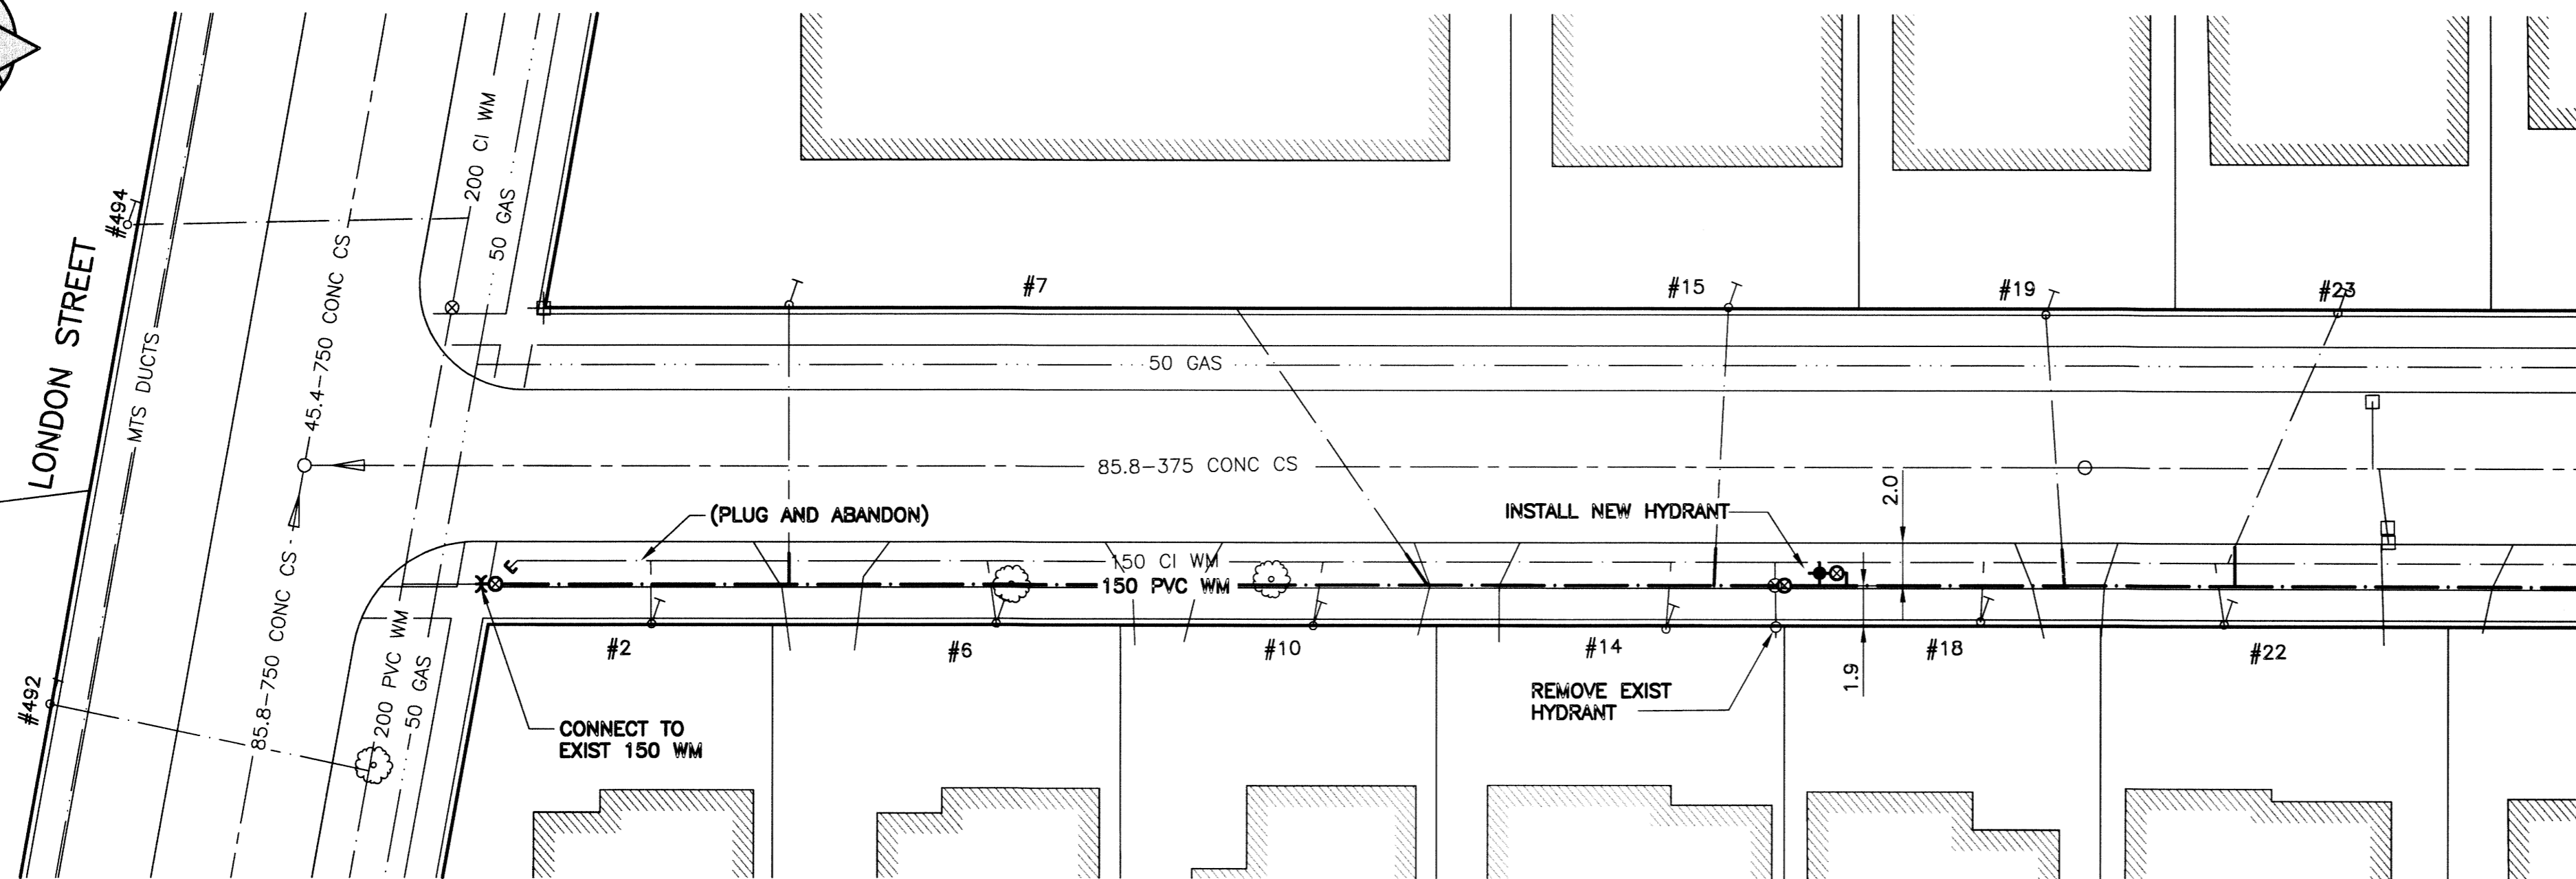 LONDON STREET
#494
#492
MTS DUCTS
45.4-750 CONC CS
85.8-750 CONC CS
200 CI WM
50 GAS
200 PVC WM
50 GAS
#7
#15
#19
#23
50 GAS
85.8-375 CONC CS
(PLUG AND ABANDON)
INSTALL NEW HYDRANT
2.0
150 CI WM
150 PVC WM
#2
#6
#10
#14
#18
#22
1.9
REMOVE EXIST
HYDRANT
CONNECT TO
EXIST 150 WM